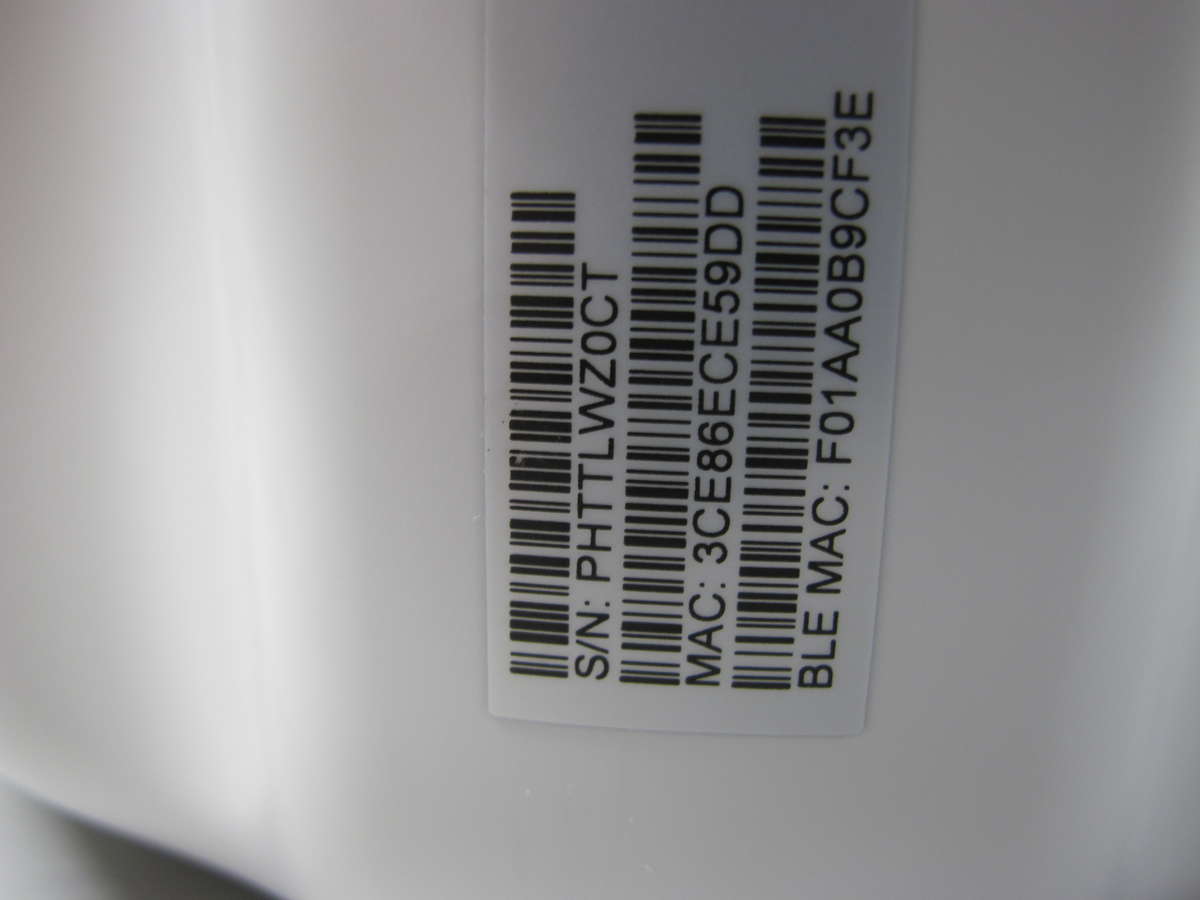 S/N: PHTTLWZ0CT
MAC: 3CE86ECE59DD
BLE MAC: F01AA0B9CF3E